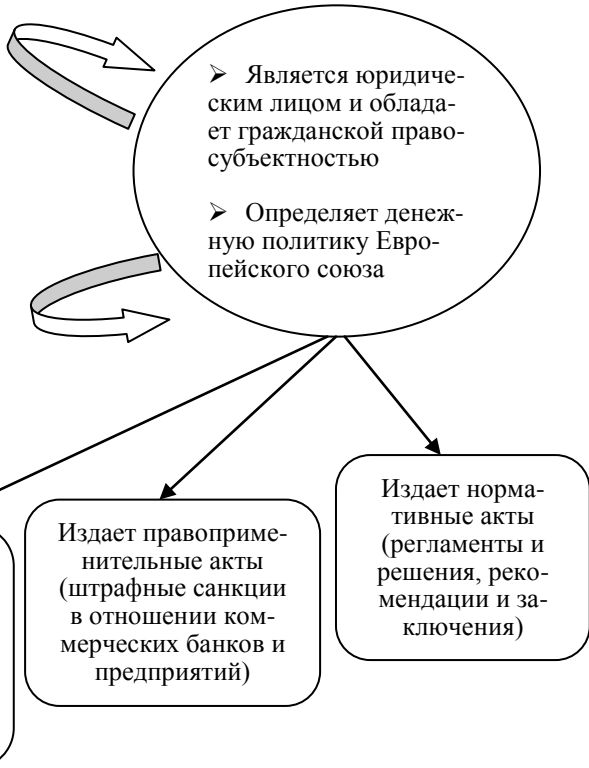 ➢ Является юридиче-
ским лицом и облада-
ет гражданской право-
субъектностью
➢ Определяет денеж-
ную политику Евро-
пейского союза
Издает правоприме-
нительные акты
(штрафные санкции
в отношении ком-
мерческих банков и
предприятий)
Издает норма-
тивные акты
(регламенты и
решения, реко-
мендации и за-
ключения)